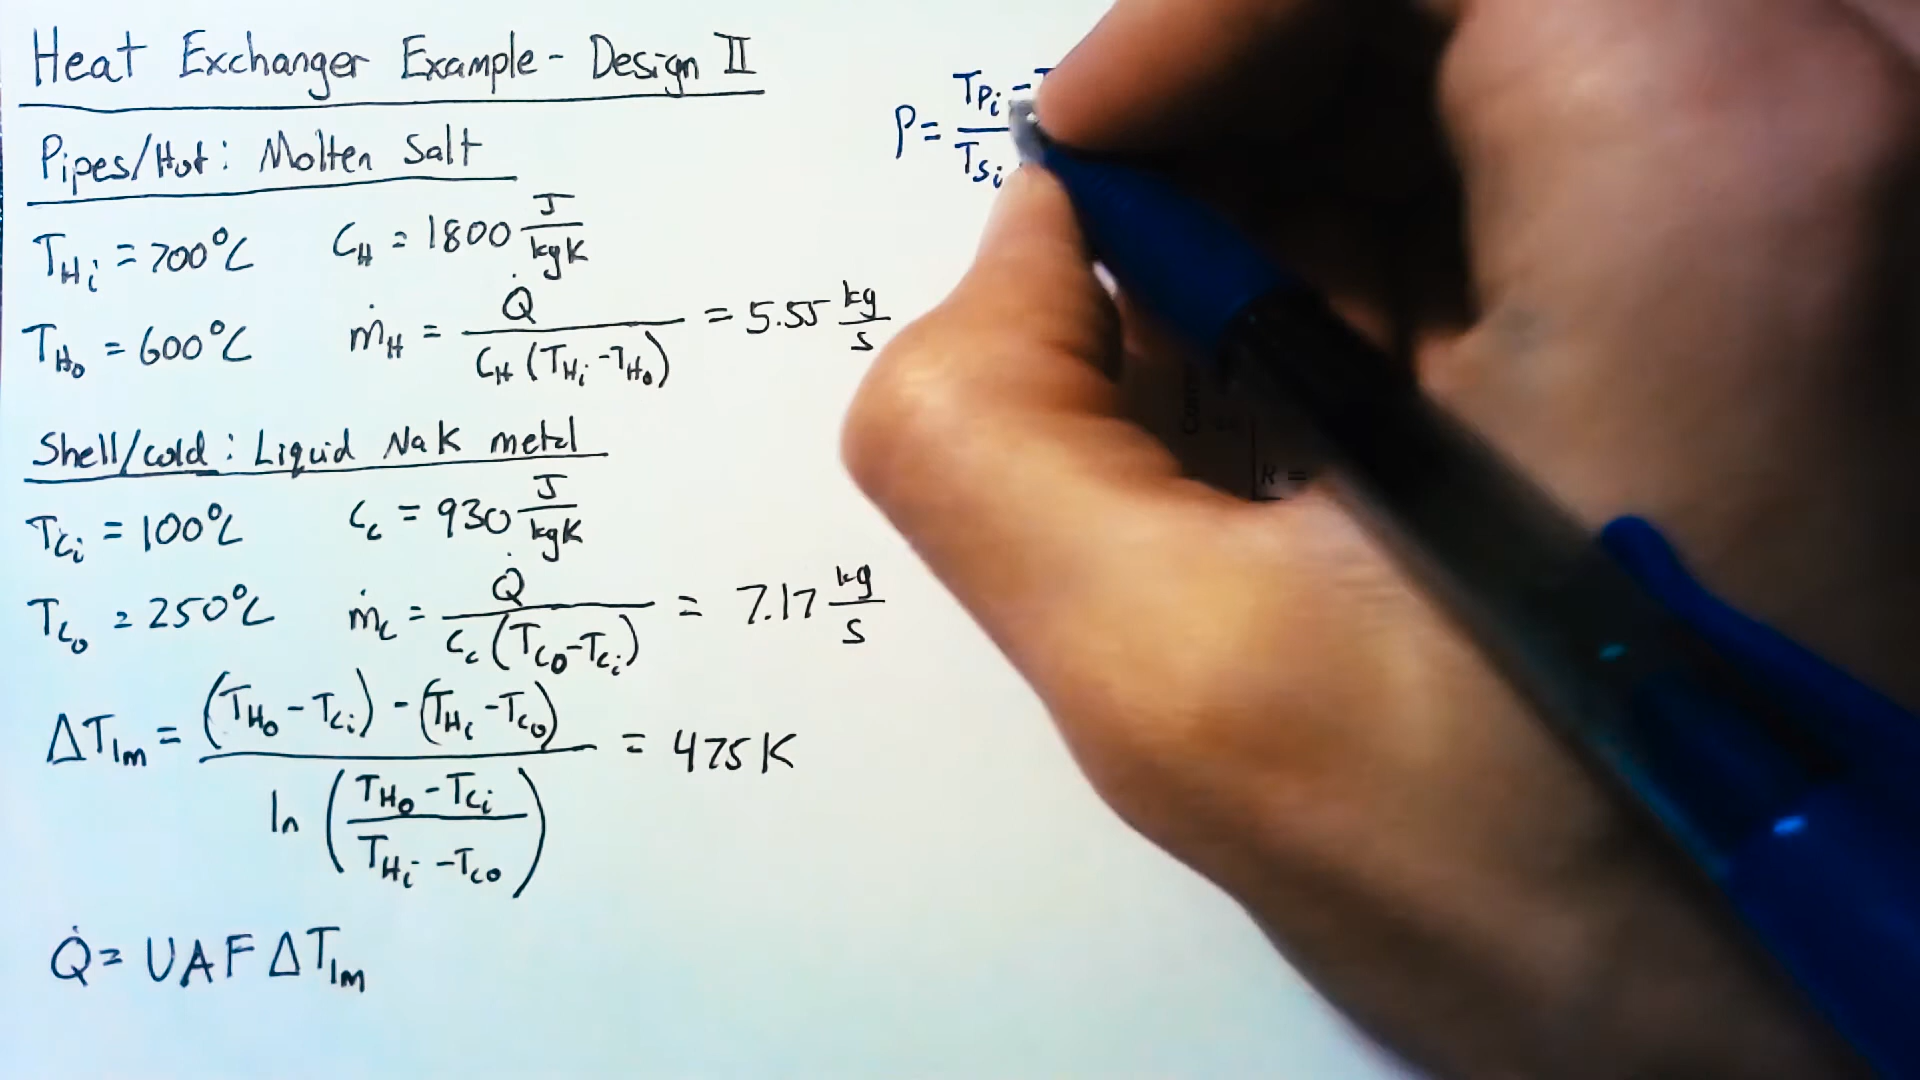 Heat Exchanger Example - Design II
Pipes/Hot: Molten Salt
T_Hi = 700°C   C_H = 1800 J/kgK
T_Ho = 600°C   ṁ_H = Q̇ / C_H (T_Hi - T_Ho) = 5.55 kg/s
Shell/cold: Liquid NaK metal
T_Ci = 100°C   C_c = 930 J/kgK
T_Co = 250°C   ṁ_c = Q̇ / C_c (T_Co - T_Ci) = 7.17 kg/s
ΔT_lm = (T_Ho - T_Ci) - (T_Hi - T_Co) / ln (T_Ho - T_Ci / T_Hi - T_Co) = 475 K
Q̇ = UAFΔT_lm
P = T_Pi - T / T_Si
R =